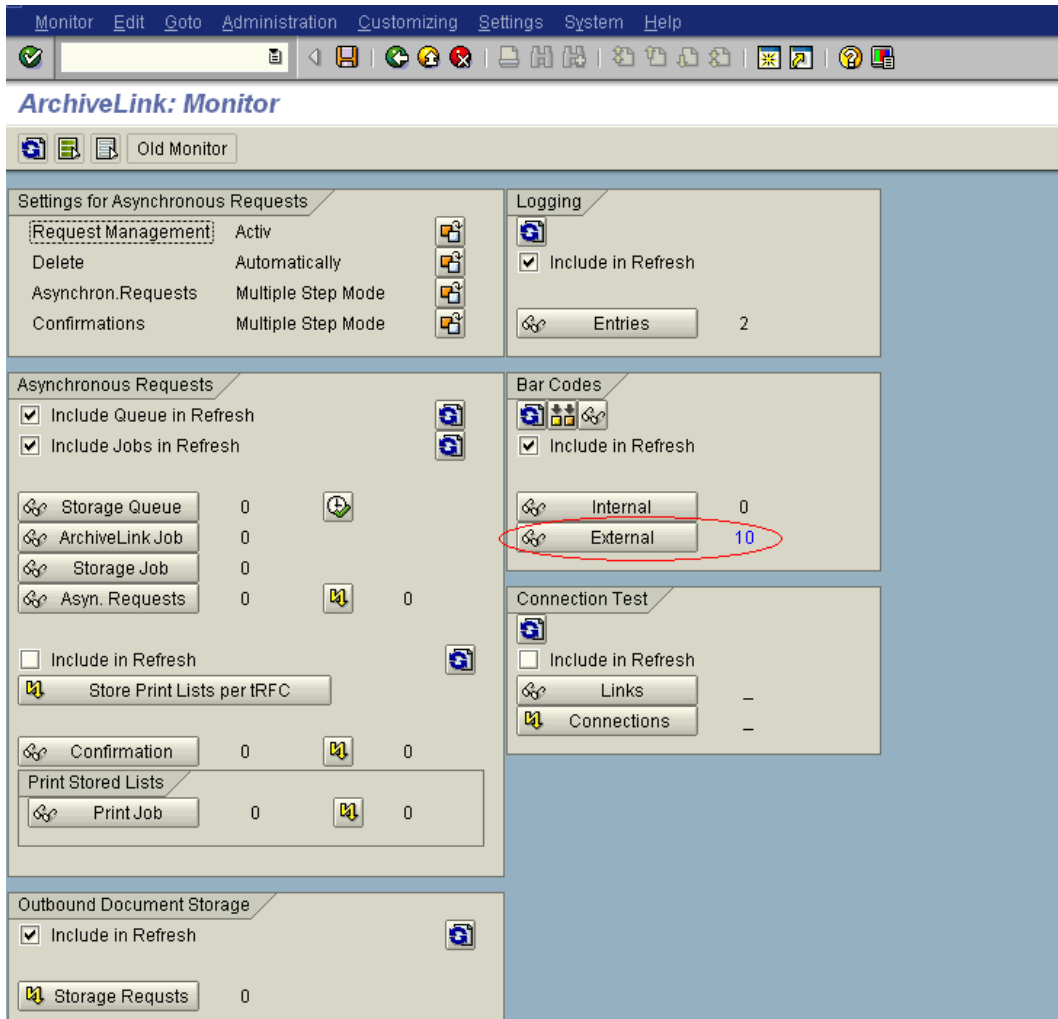 Monitor Edit Goto Administration Customizing Settings System Help
ArchiveLink: Monitor
Old Monitor
Settings for Asynchronous Requests
Request Management Activ
Delete Automatically
Asynchron.Requests Multiple Step Mode
Confirmations Multiple Step Mode
Logging
Include in Refresh
Entries 2
Asynchronous Requests
Include Queue in Refresh
Include Jobs in Refresh
Storage Queue 0
ArchiveLink Job 0
Storage Job 0
Asyn. Requests 0 0
Include in Refresh
Store Print Lists per tRFC
Confirmation 0 0
Print Stored Lists
Print Job 0 0
Bar Codes
Include in Refresh
Internal 0
External 10
Connection Test
Include in Refresh
Links _
Connections _
Outbound Document Storage
Include in Refresh
Storage Requsts 0